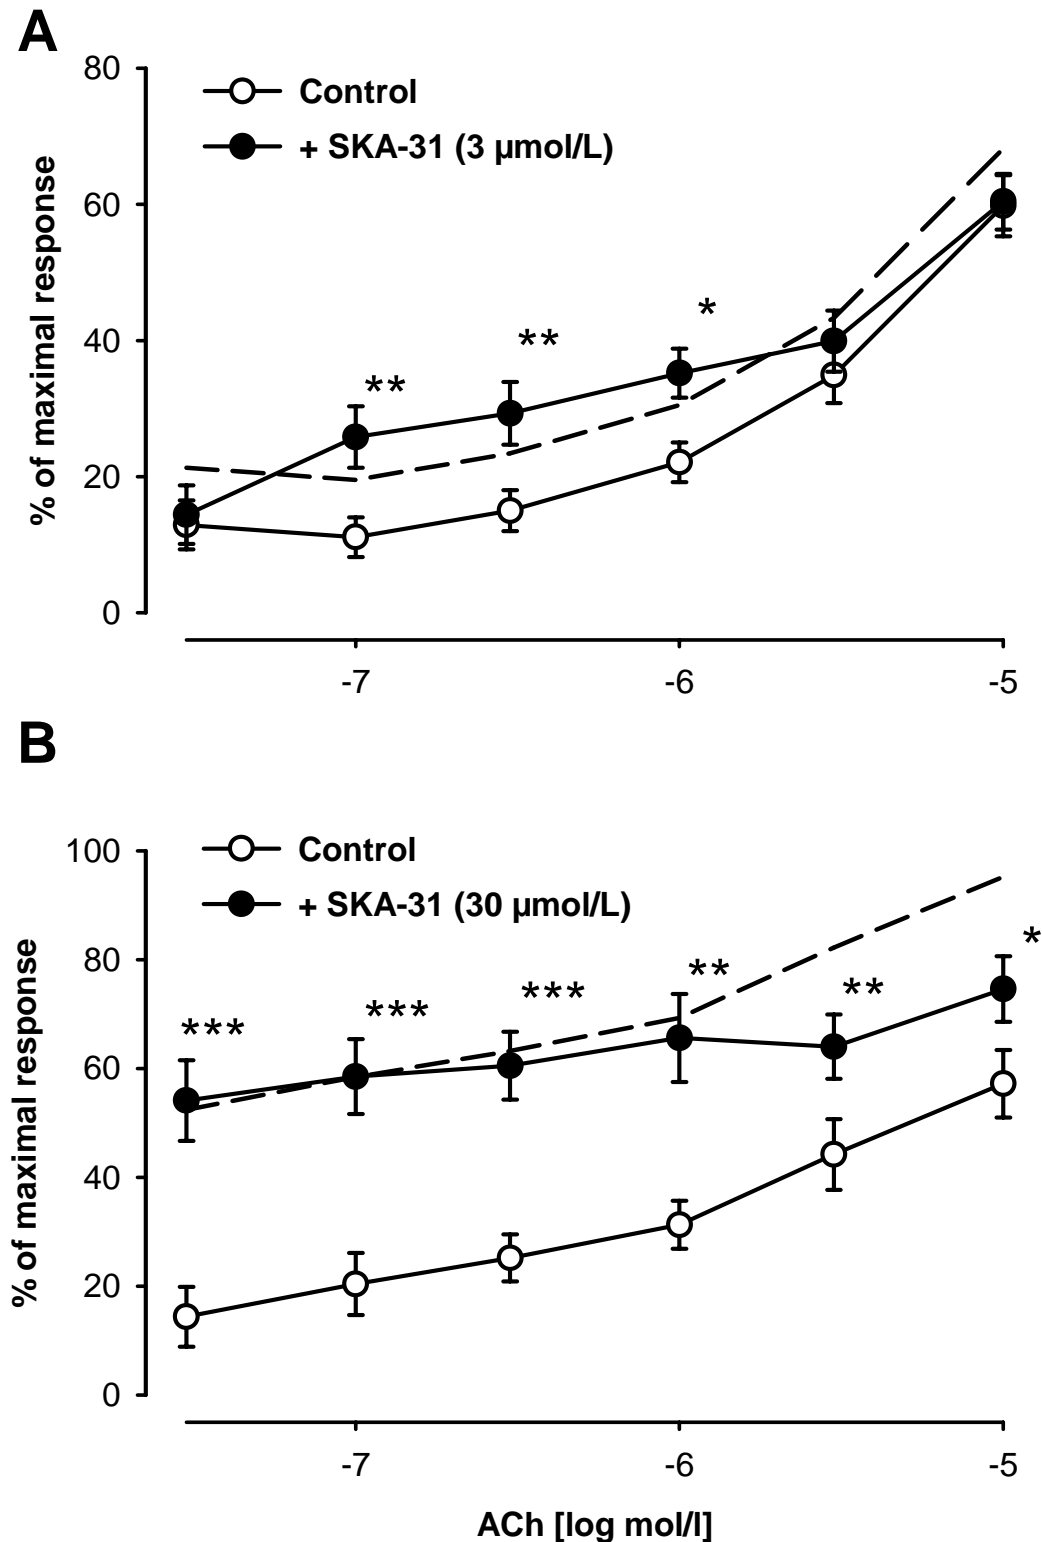 A
80
Control
+ SKA-31 (3 µmol/L)
60
40
20
0
% of maximal response
*
**
**
-7
-6
-5
B
100
Control
+ SKA-31 (30 µmol/L)
80
60
40
20
0
% of maximal response
*
**
**
***
***
***
-7
-6
-5
ACh [log mol/l]